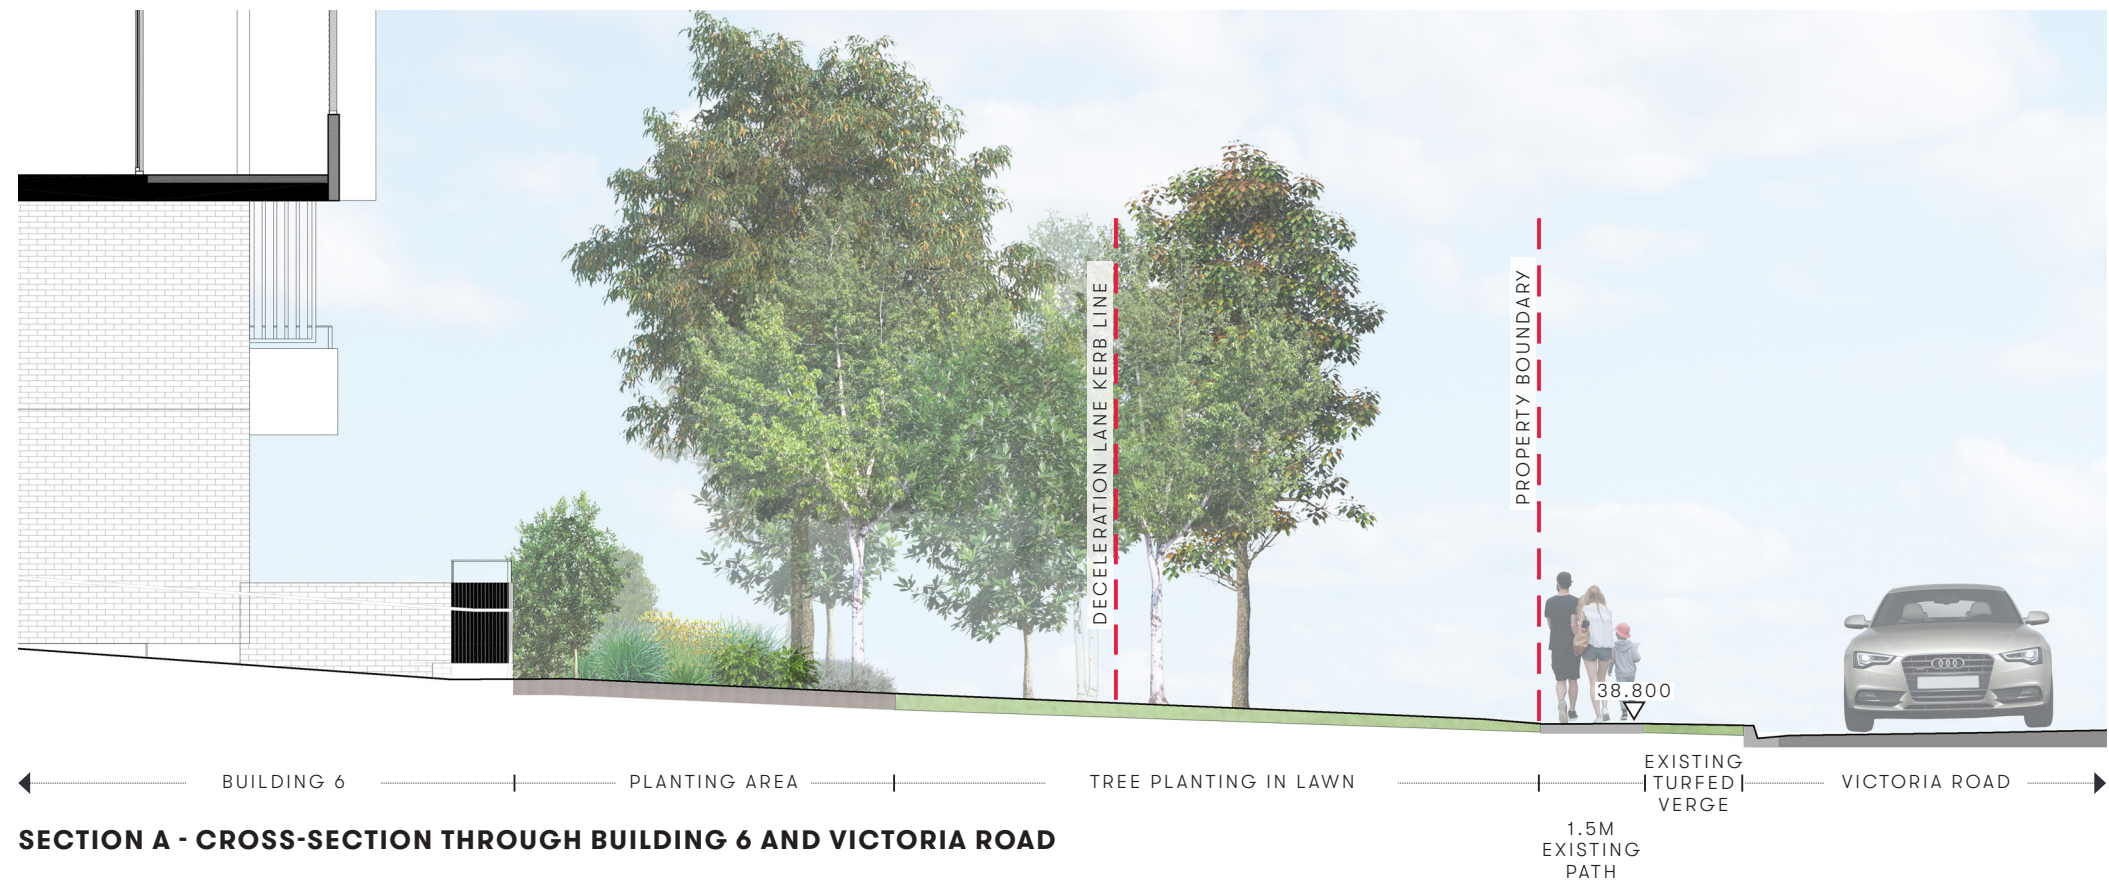 DECELERATION LANE KERB LINE
PROPERTY BOUNDARY
38.800
BUILDING 6
PLANTING AREA
TREE PLANTING IN LAWN
1.5M
EXISTING
PATH
EXISTING
TURFED
VERGE
VICTORIA ROAD
SECTION A - CROSS-SECTION THROUGH BUILDING 6 AND VICTORIA ROAD